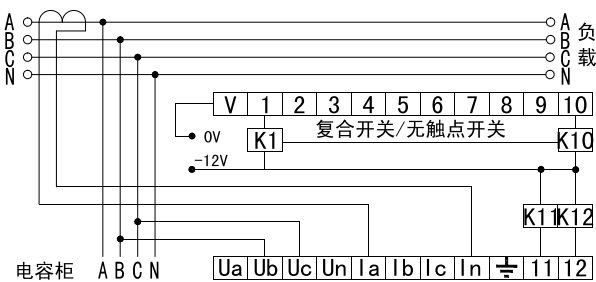 A A
B B 负
C C 载
N N
V 1 2 3 4 5 6 7 8 9 10
0V K1 复合开关/无触点开关 K10
-12V
K11 K12
电容柜 A B C N Ua Ub Uc Un Ia Ib Ic In ⏚ 11 12